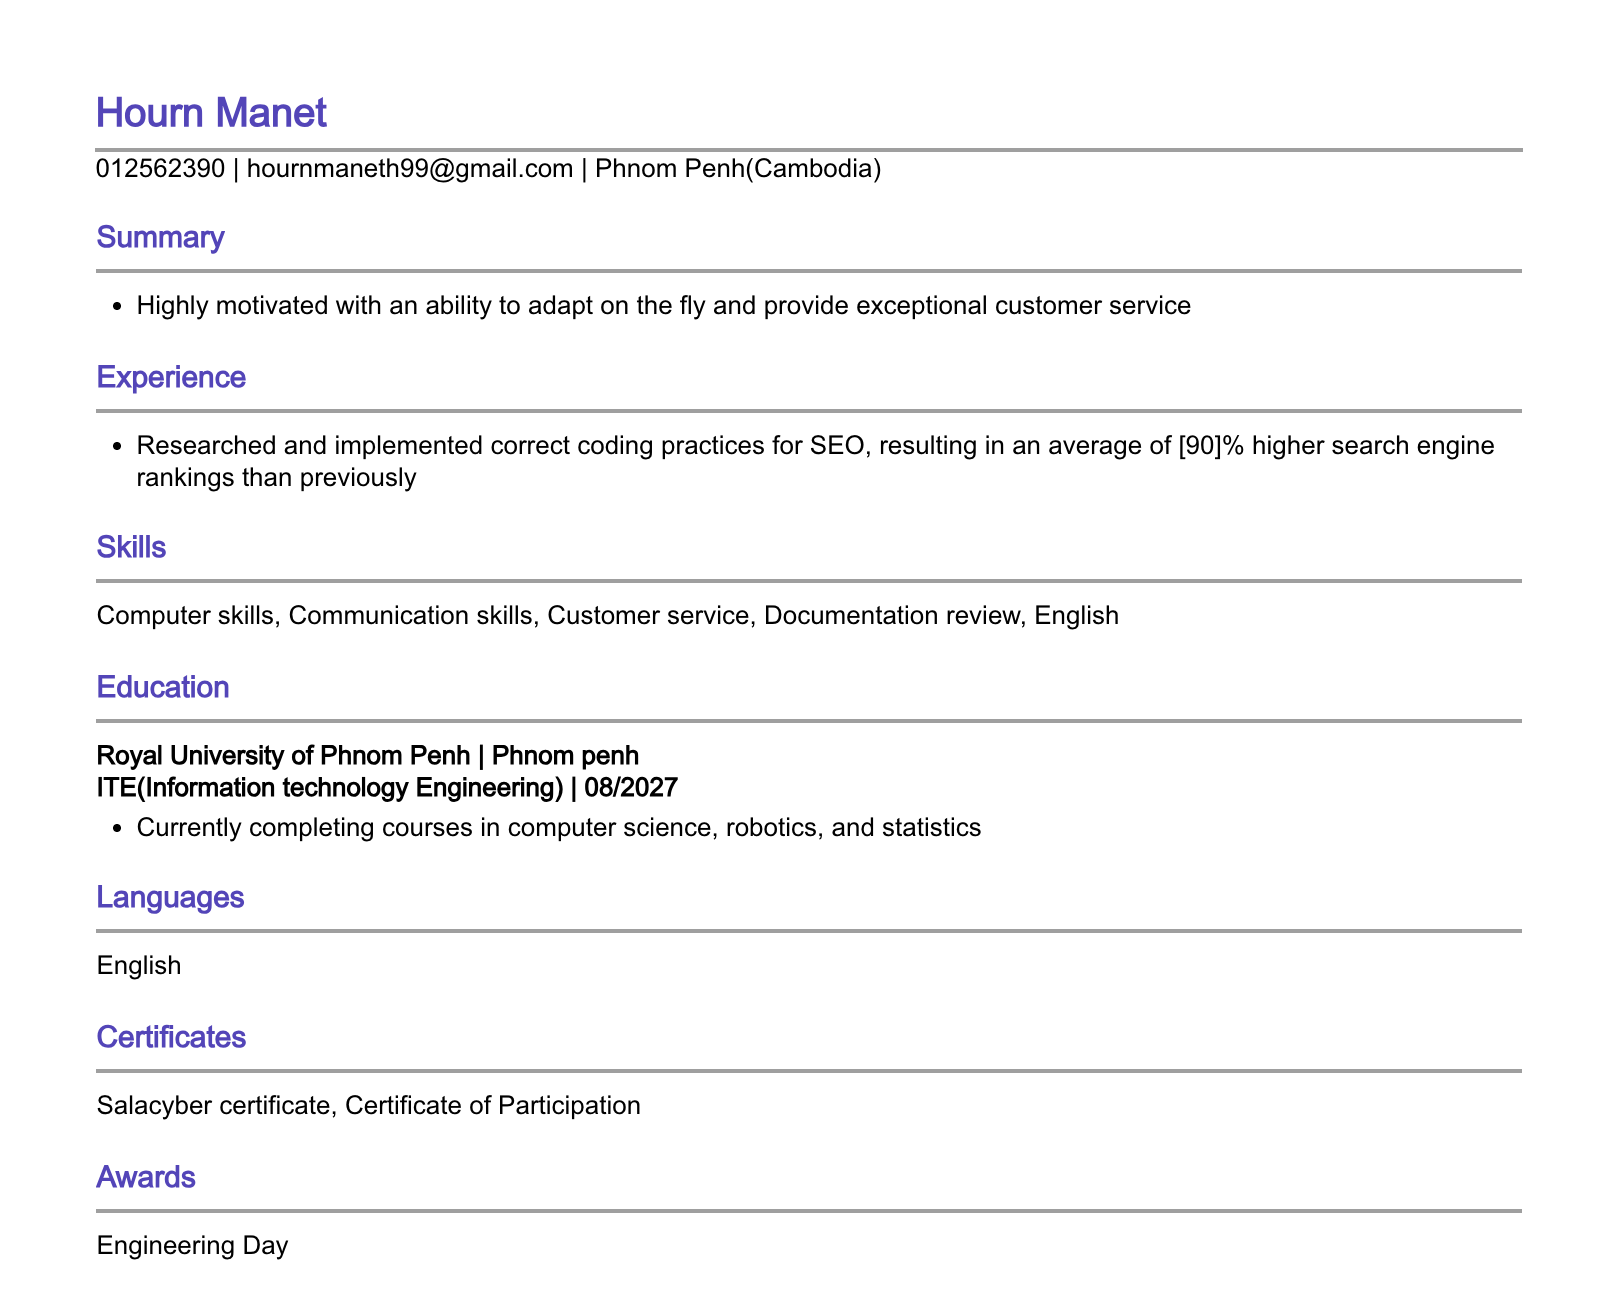 Hourn Manet
012562390 | hournmaneth99@gmail.com | Phnom Penh(Cambodia)
Summary
• Highly motivated with an ability to adapt on the fly and provide exceptional customer service
Experience
• Researched and implemented correct coding practices for SEO, resulting in an average of [90]% higher search engine
rankings than previously
Skills
Computer skills, Communication skills, Customer service, Documentation review, English
Education
Royal University of Phnom Penh | Phnom penh
ITE(Information technology Engineering) | 08/2027
• Currently completing courses in computer science, robotics, and statistics
Languages
English
Certificates
Salacyber certificate, Certificate of Participation
Awards
Engineering Day